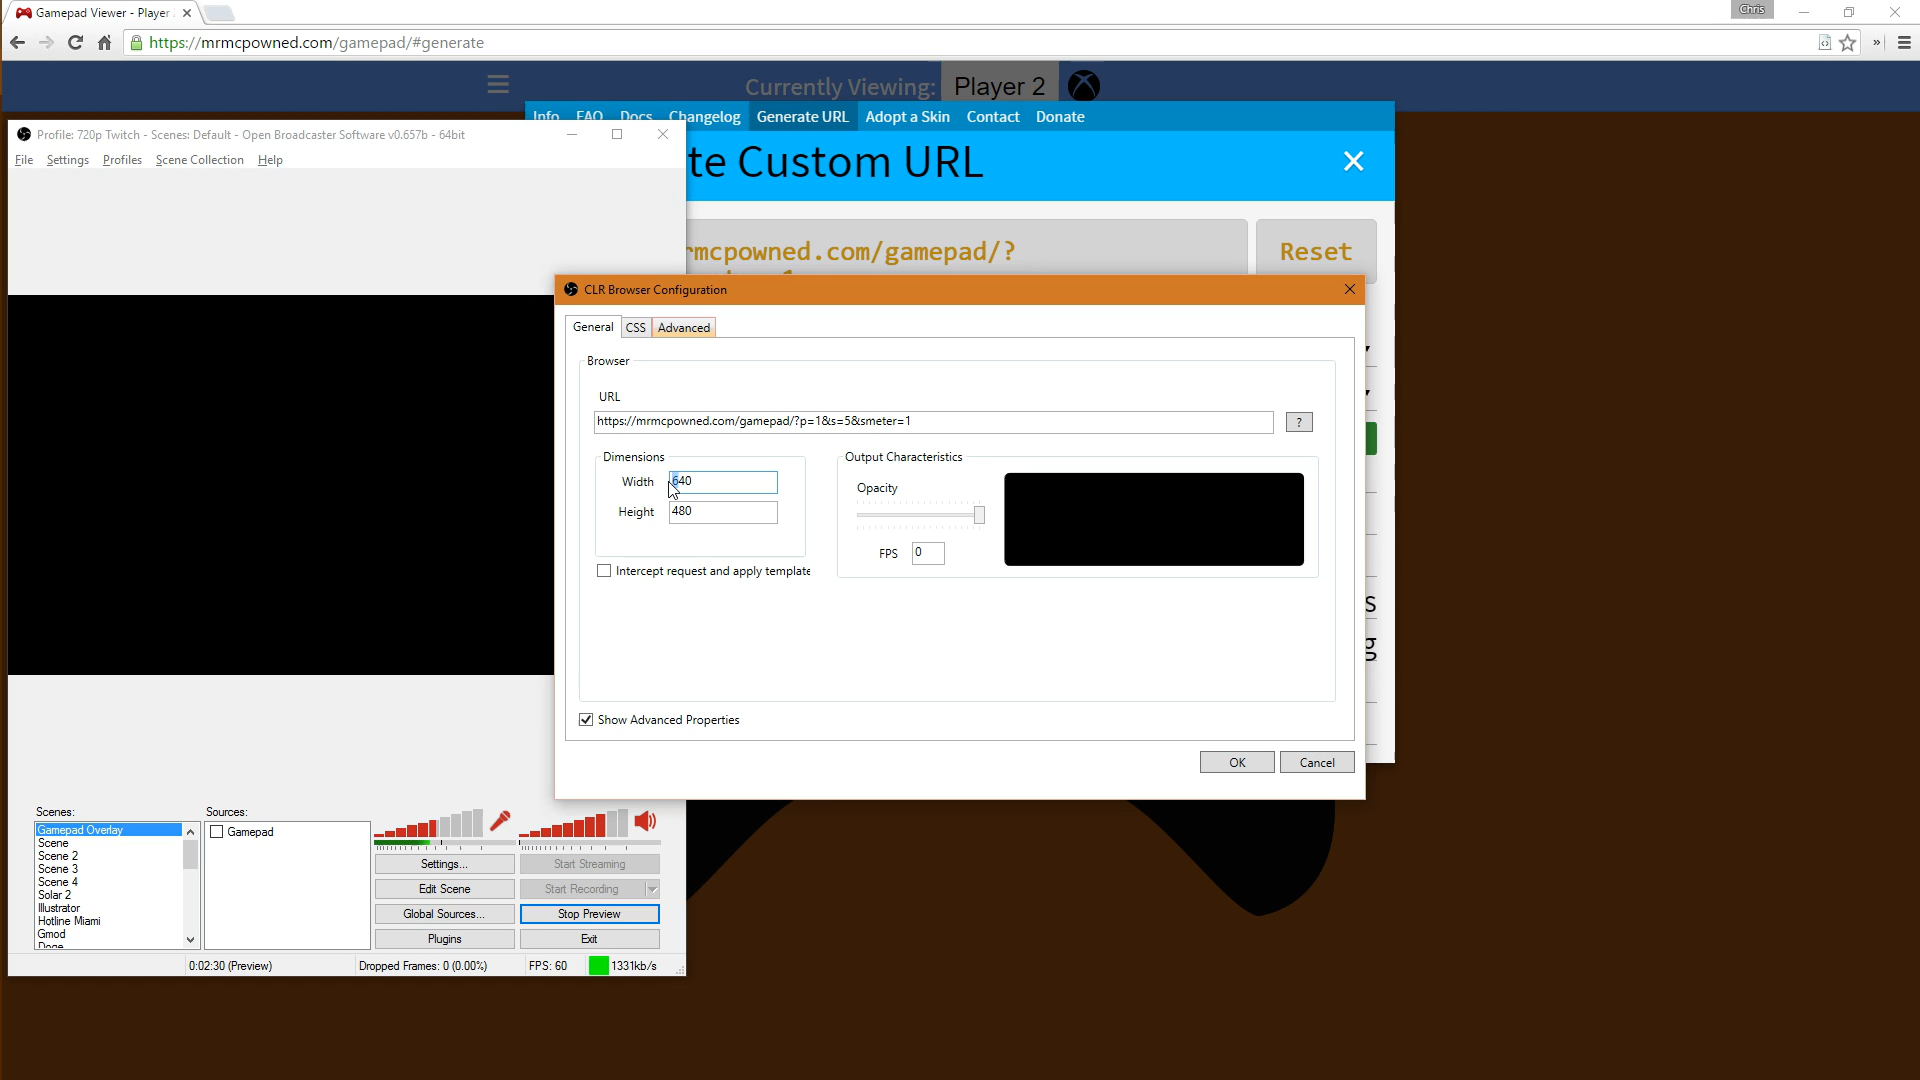 Gamepad Viewer - Player
Chris
https://mrmcpowned.com/gamepad/#generate
»
Currently Viewing: Player 2
Info FAQ Docs Changelog Generate URL Adopt a Skin Contact Donate
Profile: 720p Twitch - Scenes: Default - Open Broadcaster Software v0.657b - 64bit
File Settings Profiles Scene Collection Help
te Custom URL
mcpowned.com/gamepad/?
Reset
CLR Browser Configuration
General CSS Advanced
Browser
URL
https://mrmcpowned.com/gamepad/?p=1&s=5&smeter=1
?
Dimensions
Width 640
Height 480
Intercept request and apply template
Output Characteristics
Opacity
FPS 0
s
g
Show Advanced Properties
OK Cancel
Scenes:
Gamepad Overlay
Scene
Scene 2
Scene 3
Scene 4
Solar 2
Illustrator
Hotline Miami
Gmod
Doge
Sources:
Gamepad
Settings... Start Streaming
Edit Scene Start Recording
Global Sources... Stop Preview
Plugins Exit
0:02:30 (Preview) Dropped Frames: 0 (0.00%) FPS: 60 1331kb/s